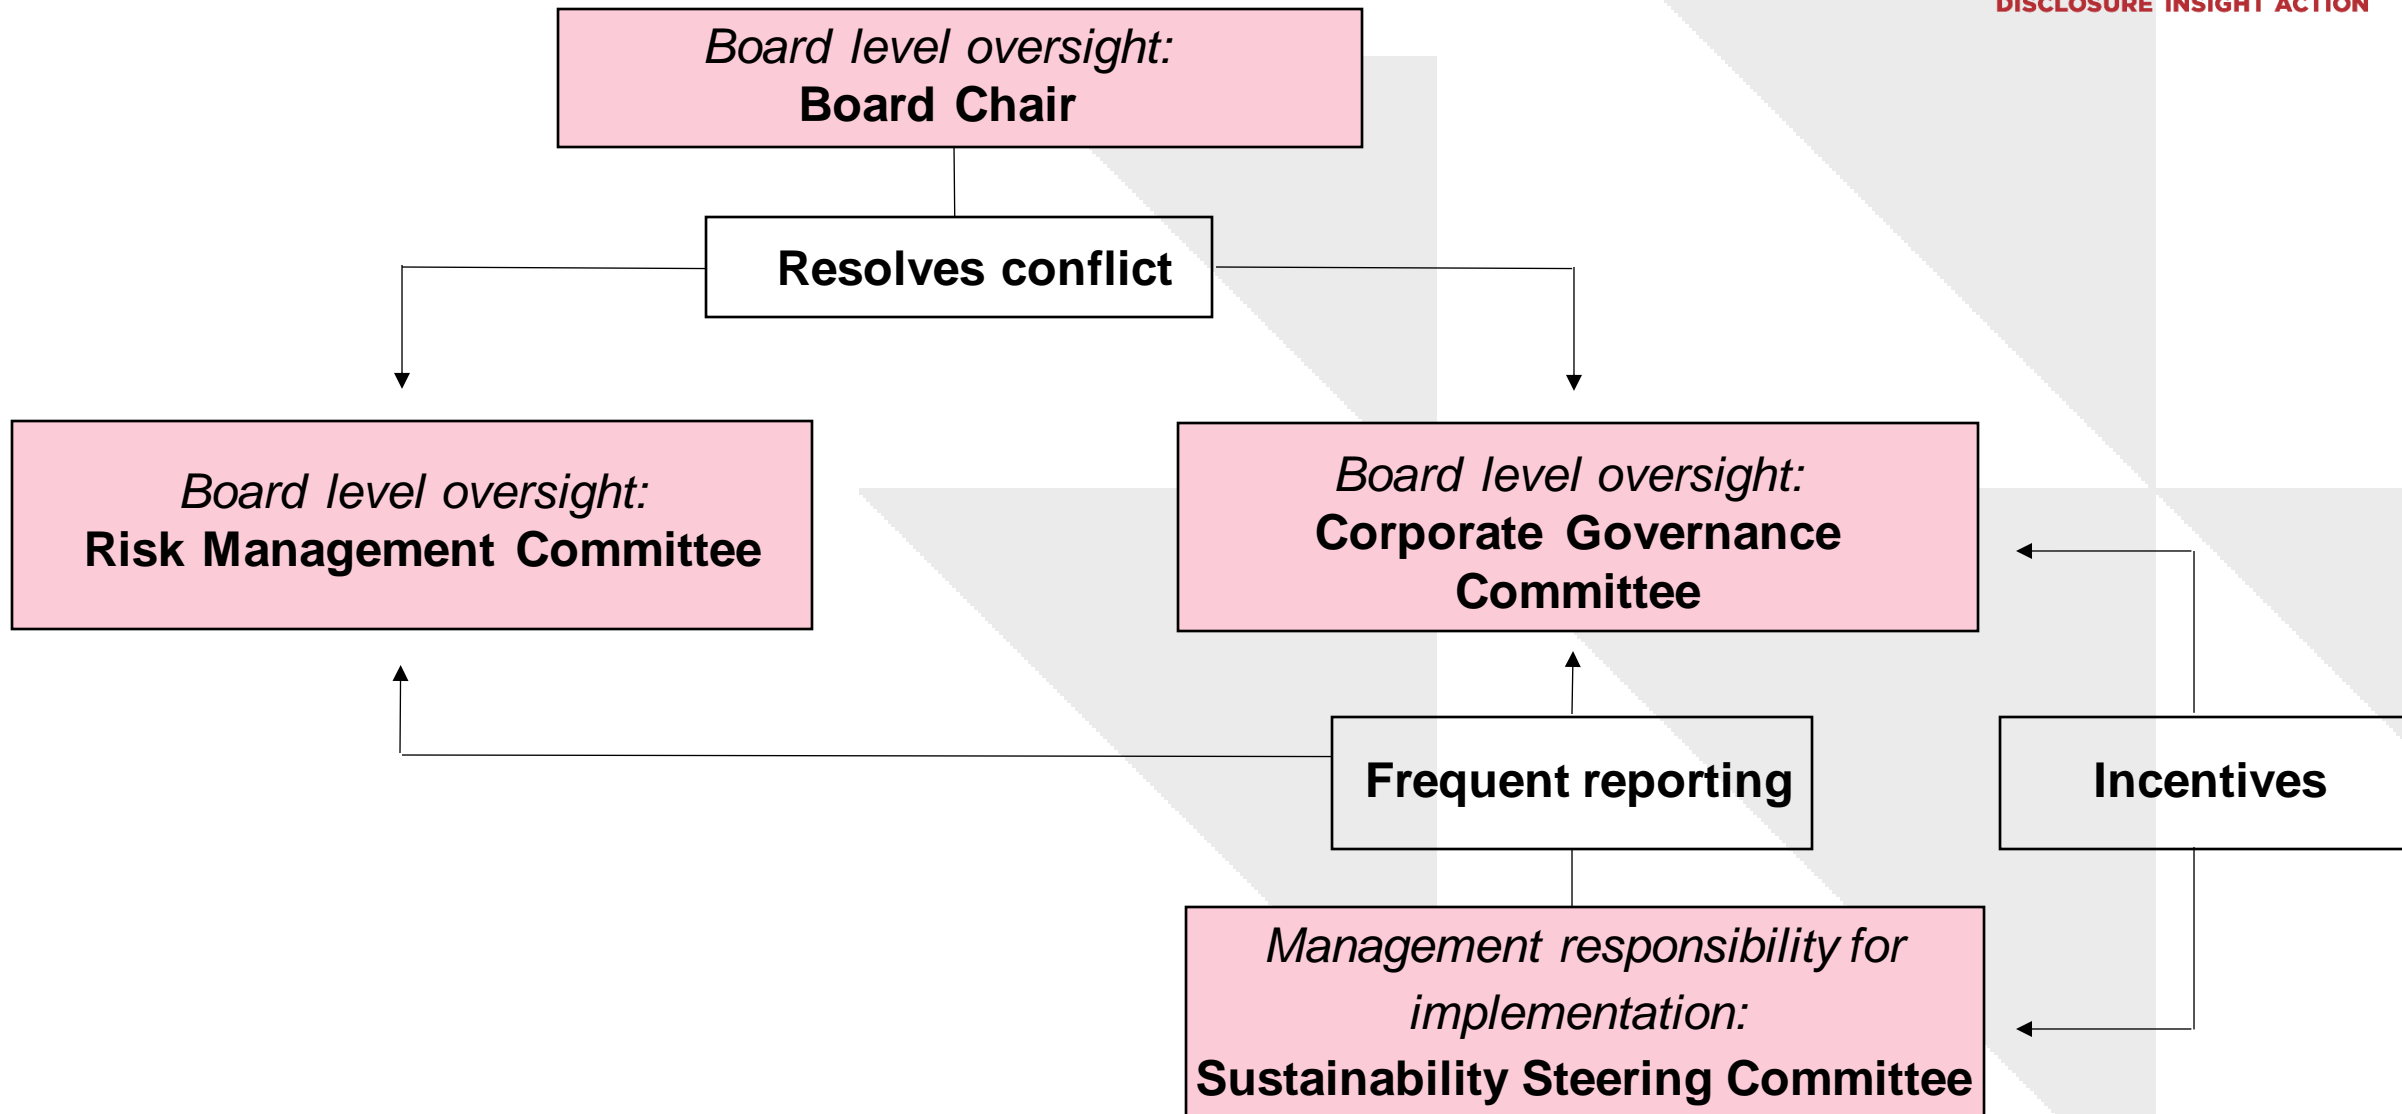 DISCLOSURE INSIGHT ACTION
Board level oversight:
Board Chair
Resolves conflict
Board level oversight:
Risk Management Committee
Board level oversight:
Corporate Governance
Committee
Frequent reporting
Incentives
Management responsibility for
implementation:
Sustainability Steering Committee